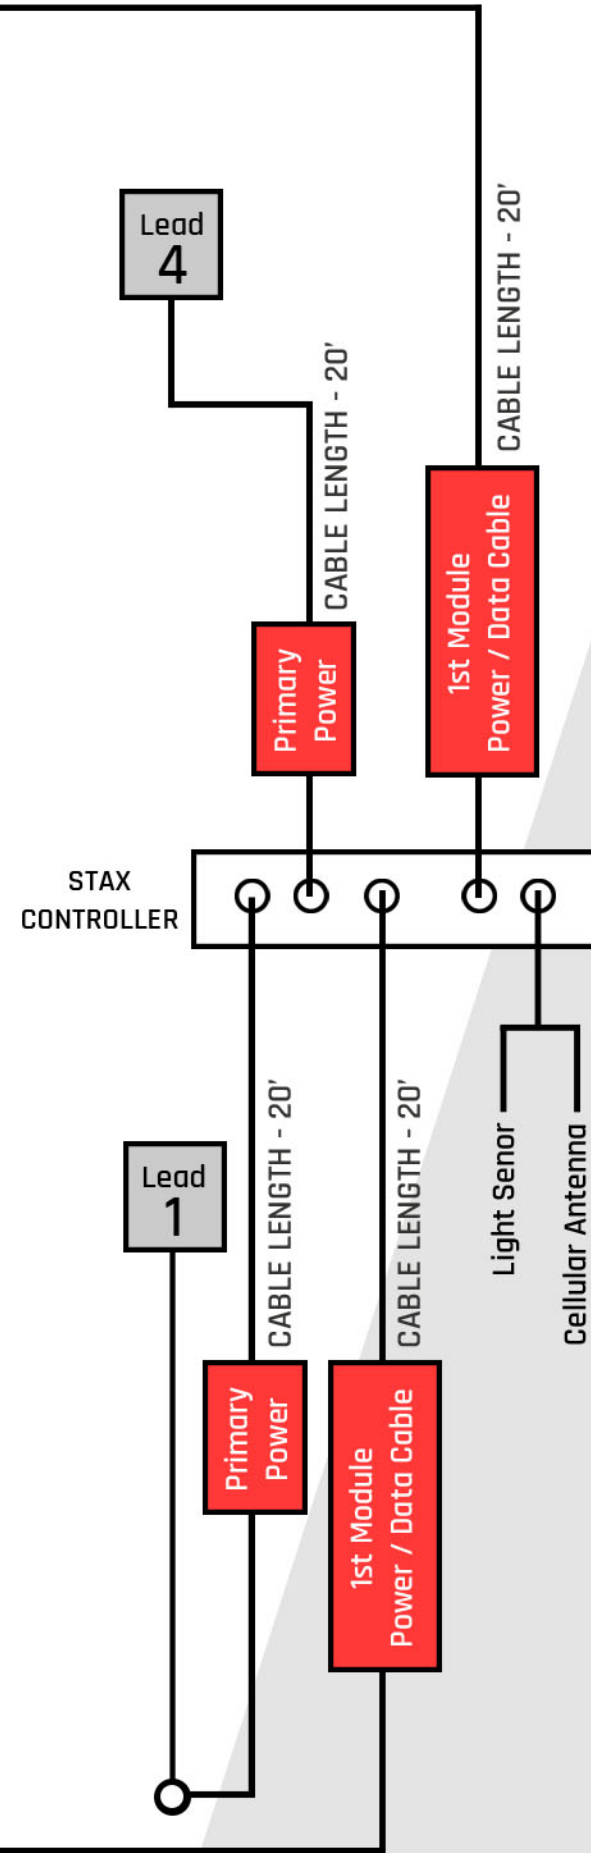 Lead
4
CABLE LENGTH - 20'
CABLE LENGTH - 20'
Primary
Power
1st Module
Power / Data Cable
STAX
CONTROLLER
Lead
1
CABLE LENGTH - 20'
CABLE LENGTH - 20'
Light Senor
Cellular Antenna
Primary
Power
1st Module
Power / Data Cable